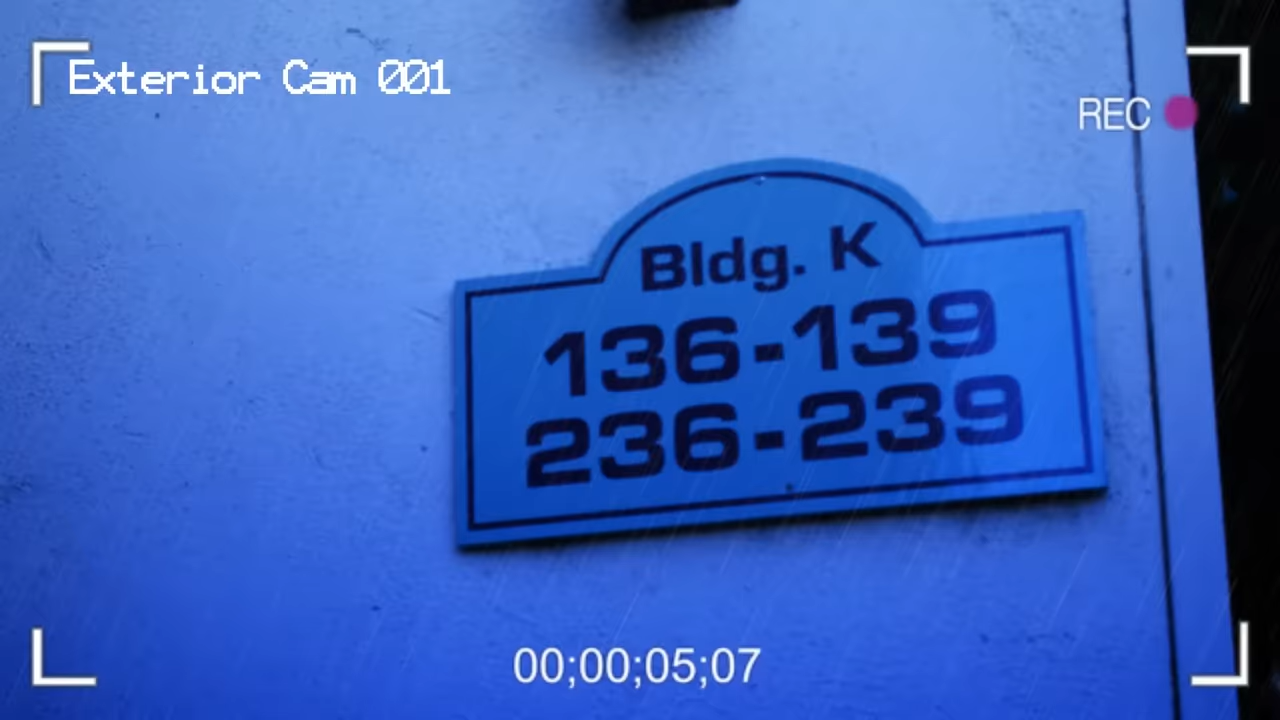 Exterior Cam 001
REC
Bldg. K
136-139
236-239
00;00;05;07